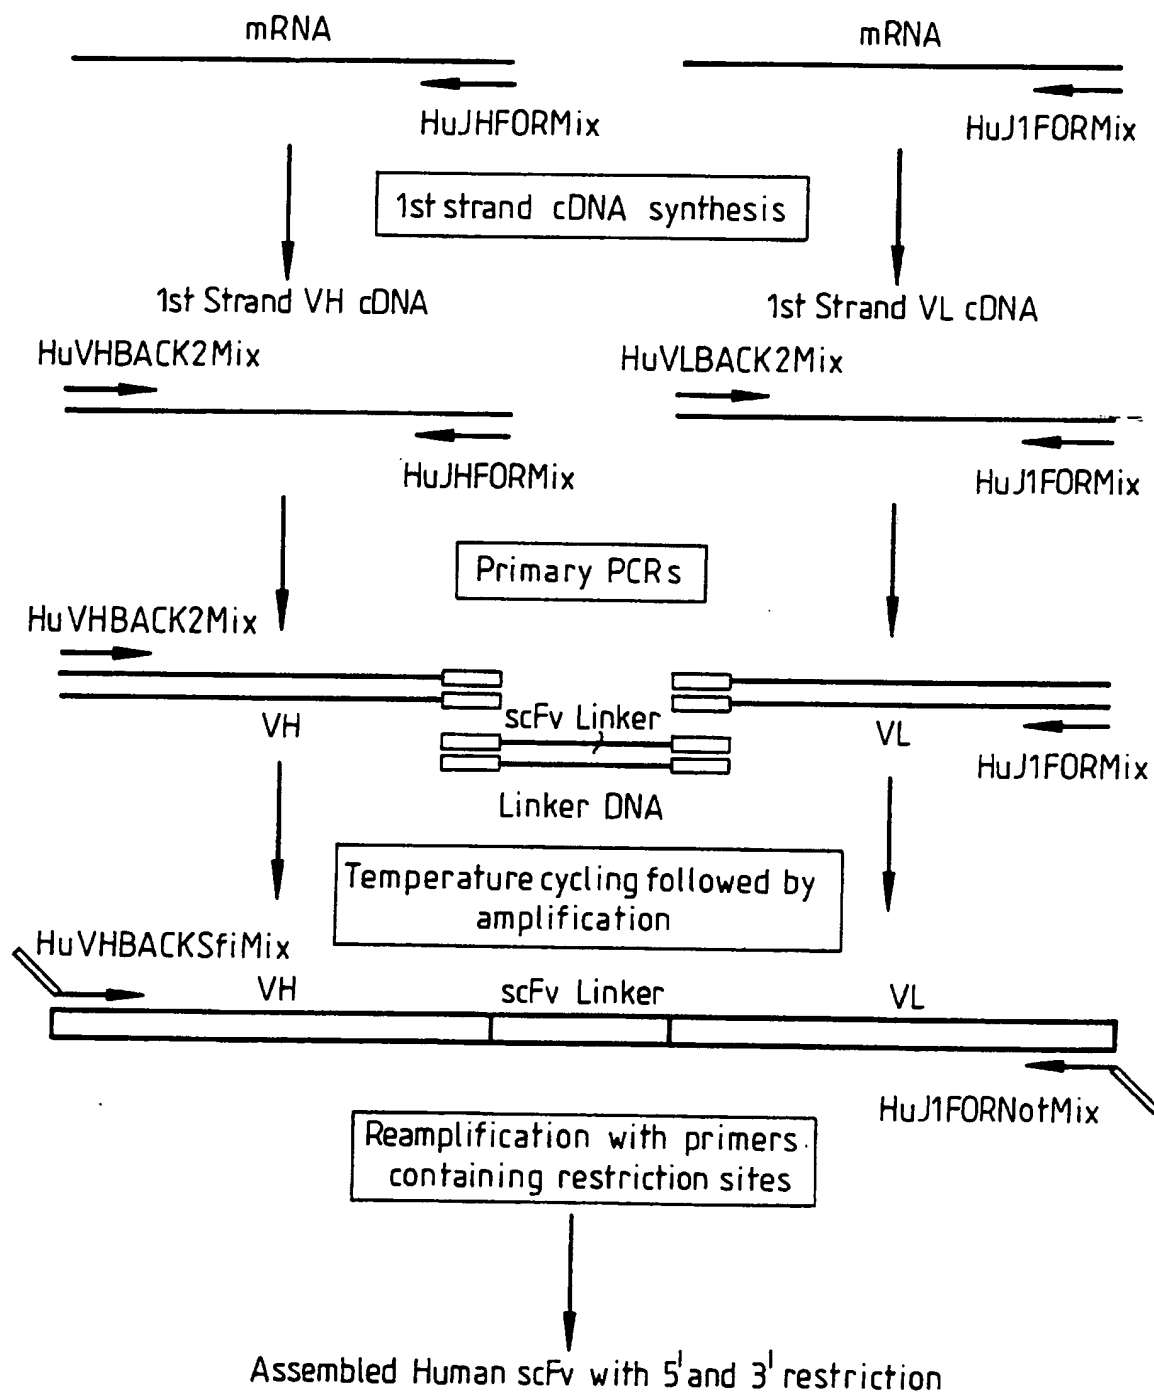 mRNA
mRNA
HuJHFORMix
HuJ1FORMix
1st strand cDNA synthesis
1st Strand VH cDNA
1st Strand VL cDNA
HuVHBACK2Mix
HuVLBACK2Mix
HuJHFORMix
HuJ1FORMix
Primary PCRs
HuVHBACK2Mix
scFv Linker
VH
VL
HuJ1FORMix
Linker DNA
Temperature cycling followed by
amplification
HuVHBACKSfiMix
VH
scFv Linker
VL
HuJ1FORNotMix
Reamplification with primers
containing restriction sites
Assembled Human scFv with 5' and 3' restriction